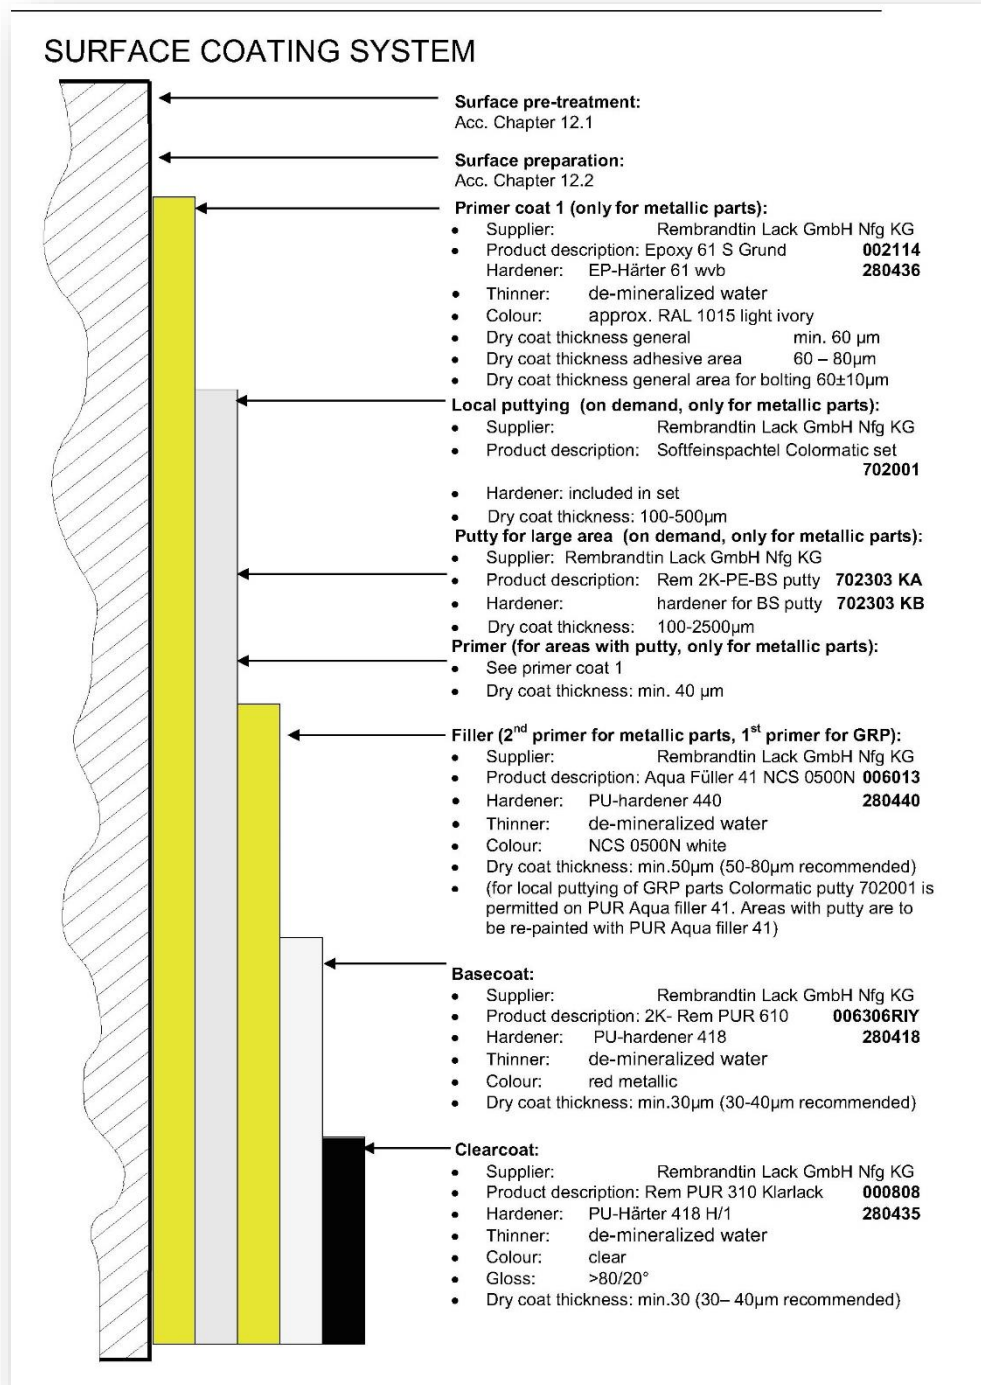 SURFACE COATING SYSTEM
Surface pre-treatment:
Acc. Chapter 12.1
Surface preparation:
Acc. Chapter 12.2
Primer coat 1 (only for metallic parts):
• Supplier: Rembrandtin Lack GmbH Nfg KG
• Product description: Epoxy 61 S Grund 002114
Hardener: EP-Härter 61 wvb 280436
• Thinner: de-mineralized water
• Colour: approx. RAL 1015 light ivory
• Dry coat thickness general min. 60 µm
• Dry coat thickness adhesive area 60 – 80µm
• Dry coat thickness general area for bolting 60±10µm
Local puttying (on demand, only for metallic parts):
• Supplier: Rembrandtin Lack GmbH Nfg KG
• Product description: Softfeinspachtel Colormatic set
702001
• Hardener: included in set
• Dry coat thickness: 100-500µm
Putty for large area (on demand, only for metallic parts):
• Supplier: Rembrandtin Lack GmbH Nfg KG
• Product description: Rem 2K-PE-BS putty 702303 KA
• Hardener: hardener for BS putty 702303 KB
• Dry coat thickness: 100-2500µm
Primer (for areas with putty, only for metallic parts):
• See primer coat 1
• Dry coat thickness: min. 40 µm
Filler (2nd primer for metallic parts, 1st primer for GRP):
• Supplier: Rembrandtin Lack GmbH Nfg KG
• Product description: Aqua Füller 41 NCS 0500N 006013
• Hardener: PU-hardener 440 280440
• Thinner: de-mineralized water
• Colour: NCS 0500N white
• Dry coat thickness: min.50µm (50-80µm recommended)
• (for local puttying of GRP parts Colormatic putty 702001 is
permitted on PUR Aqua filler 41. Areas with putty are to
be re-painted with PUR Aqua filler 41)
Basecoat:
• Supplier: Rembrandtin Lack GmbH Nfg KG
• Product description: 2K- Rem PUR 610 006306RIY
• Hardener: PU-hardener 418 280418
• Thinner: de-mineralized water
• Colour: red metallic
• Dry coat thickness: min.30µm (30-40µm recommended)
Clearcoat:
• Supplier: Rembrandtin Lack GmbH Nfg KG
• Product description: Rem PUR 310 Klarlack 000808
• Hardener: PU-Härter 418 H/1 280435
• Thinner: de-mineralized water
• Colour: clear
• Gloss: >80/20°
• Dry coat thickness: min.30 (30– 40µm recommended)